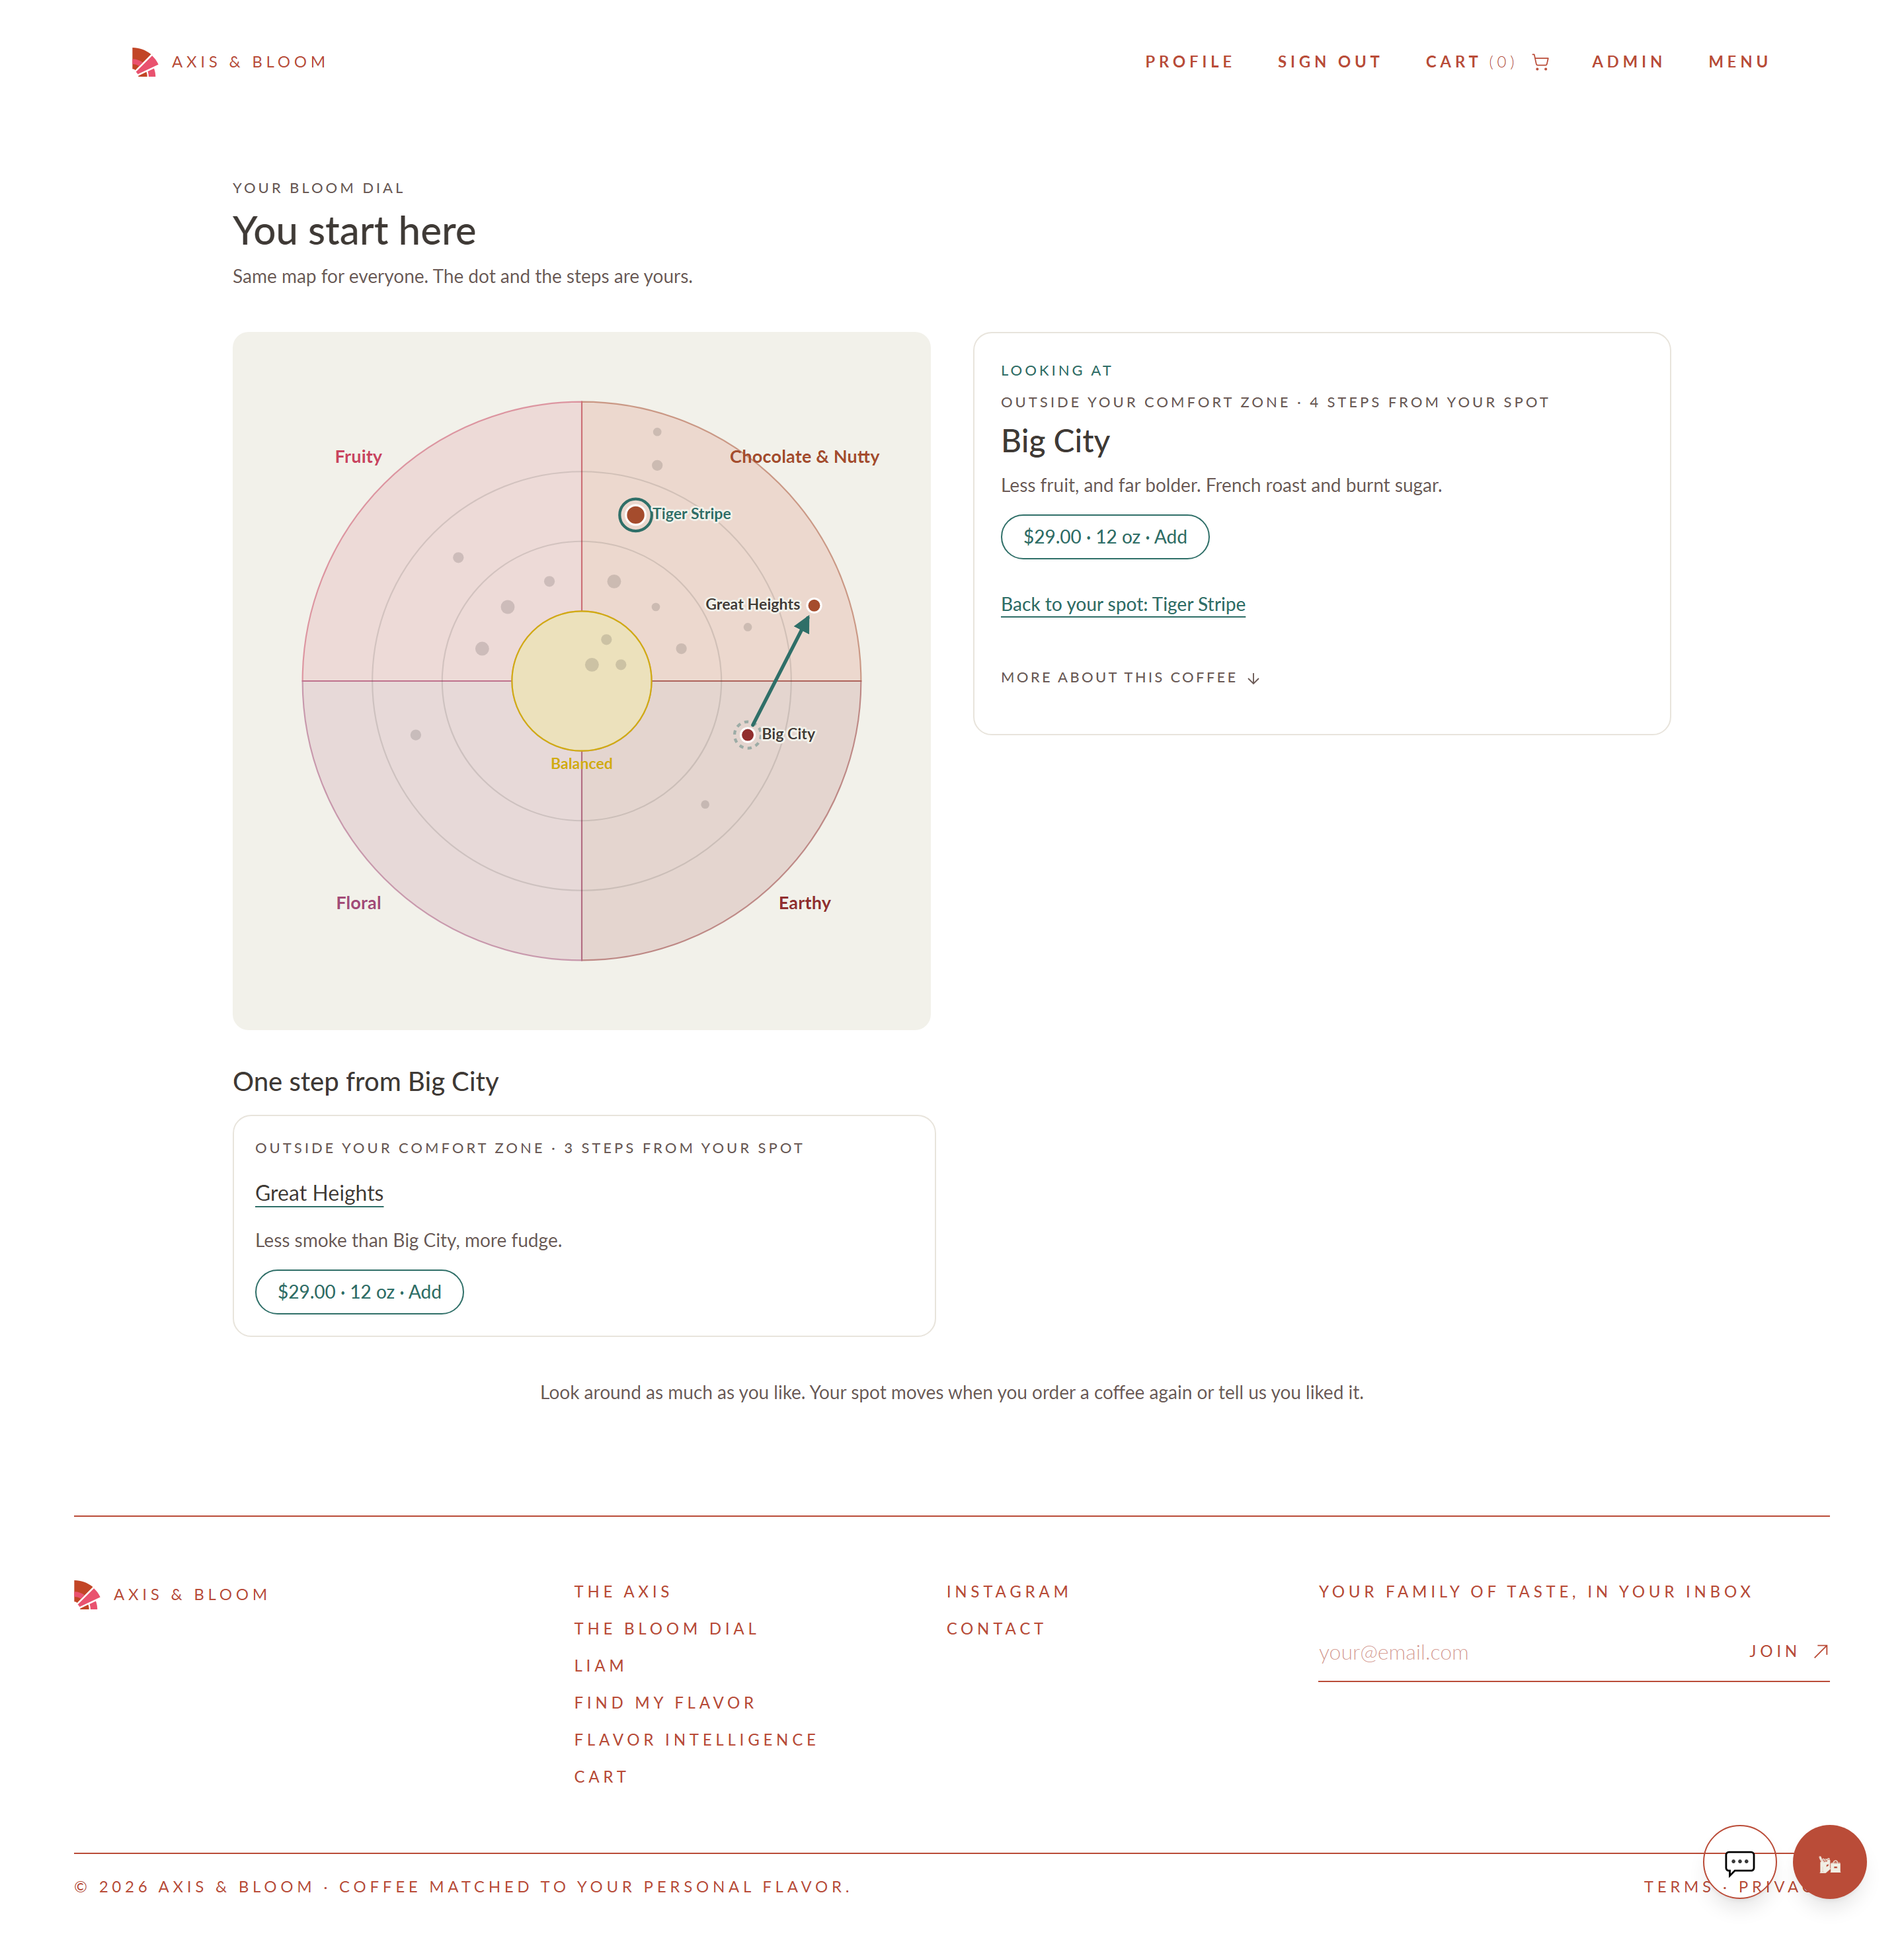 AXIS & BLOOM
PROFILE
SIGN OUT
CART (0)
ADMIN
MENU
YOUR BLOOM DIAL
You start here
Same map for everyone. The dot and the steps are yours.
Fruity
Chocolate & Nutty
Tiger Stripe
Great Heights
Big City
Balanced
Floral
Earthy
LOOKING AT
OUTSIDE YOUR COMFORT ZONE · 4 STEPS FROM YOUR SPOT
Big City
Less fruit, and far bolder. French roast and burnt sugar.
$29.00 · 12 oz · Add
Back to your spot: Tiger Stripe
MORE ABOUT THIS COFFEE ↓
One step from Big City
OUTSIDE YOUR COMFORT ZONE · 3 STEPS FROM YOUR SPOT
Great Heights
Less smoke than Big City, more fudge.
$29.00 · 12 oz · Add
Look around as much as you like. Your spot moves when you order a coffee again or tell us you liked it.
AXIS & BLOOM
THE AXIS
THE BLOOM DIAL
LIAM
FIND MY FLAVOR
FLAVOR INTELLIGENCE
CART
INSTAGRAM
CONTACT
YOUR FAMILY OF TASTE, IN YOUR INBOX
your@email.com
JOIN
© 2026 AXIS & BLOOM · COFFEE MATCHED TO YOUR PERSONAL FLAVOR.
TERMS ·